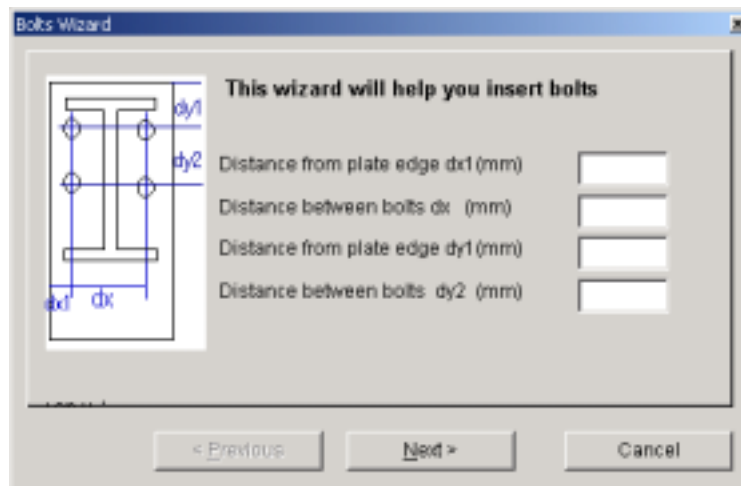 Bolts Wizard
This wizard will help you insert bolts
dy1
dy2
dx1
dx
Distance from plate edge dx1(mm)
Distance between bolts dx (mm)
Distance from plate edge dy1(mm)
Distance between bolts dy2 (mm)
< Previous
Next >
Cancel